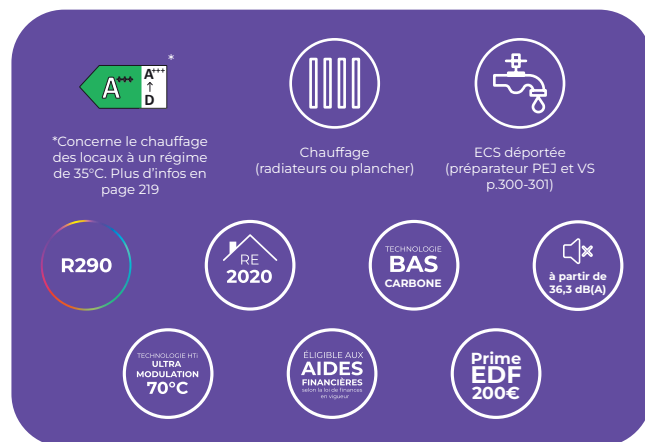 *
A+++
A+++
↑
D
*Concerne le chauffage
des locaux à un régime
de 35°C. Plus d'infos en
page 219
Chauffage
(radiateurs ou plancher)
ECS déportée
(préparateur PEJ et VS
p.300-301)
R290
RE
2020
TECHNOLOGIE
BAS
CARBONE
à partir de
36,3 dB(A)
TECHNOLOGIE HTi
ULTRA
MODULATION
70°C
ÉLIGIBLE AUX
AIDES
FINANCIÈRES
selon la loi de finances
en vigueur
Prime
EDF
200€